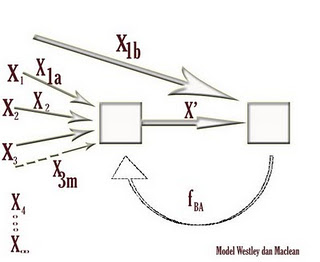 X1b
X1 X1a
X2 X2
X'
X3
X3m
X4
fBA
X...
Model Westley dan Maclean